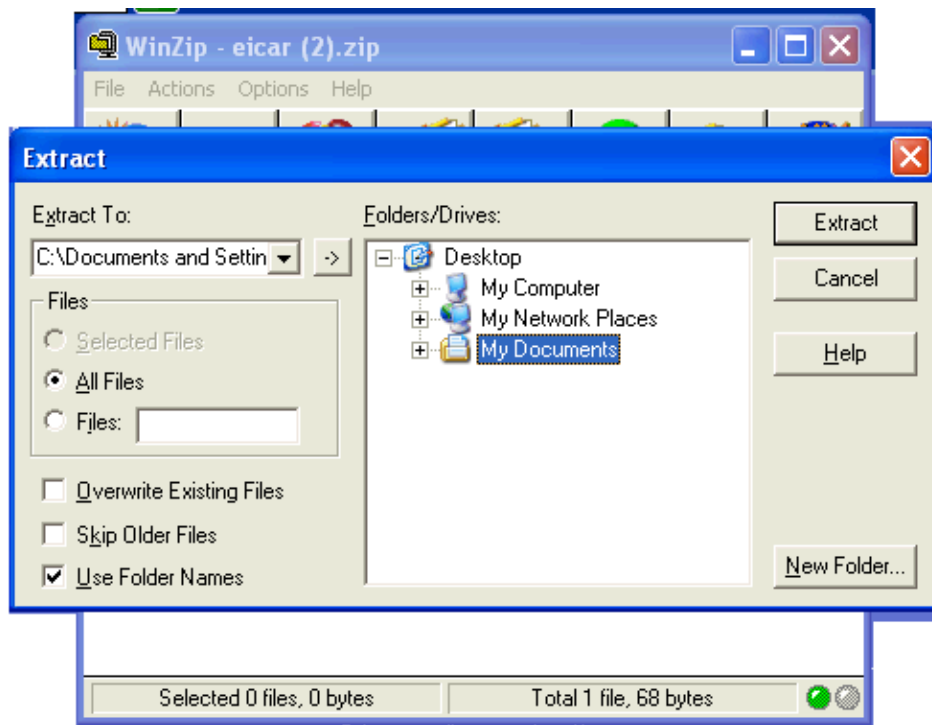 WinZip - eicar (2).zip
File Actions Options Help
Extract
Extract To:
Folders/Drives:
Extract
C:\Documents and Settin
->
Desktop
Cancel
Files
My Computer
Selected Files
My Network Places
My Documents
Help
All Files
Files:
Overwrite Existing Files
Skip Older Files
Use Folder Names
New Folder...
Selected 0 files, 0 bytes
Total 1 file, 68 bytes